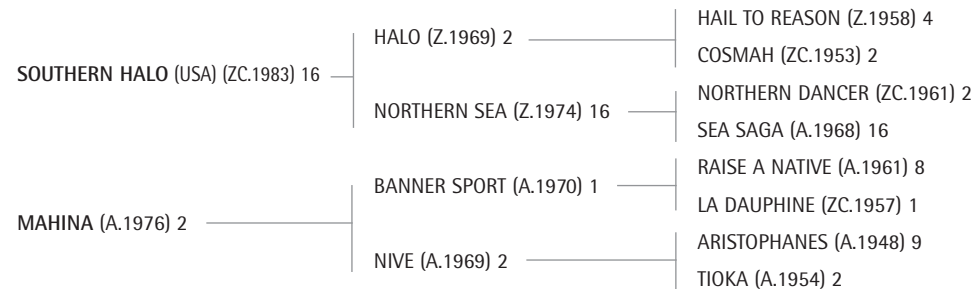 HAIL TO REASON (Z.1958) 4
HALO (Z.1969) 2
COSMAH (ZC.1953) 2
SOUTHERN HALO (USA) (ZC.1983) 16
NORTHERN DANCER (ZC.1961) 2
NORTHERN SEA (Z.1974) 16
SEA SAGA (A.1968) 16
RAISE A NATIVE (A.1961) 8
BANNER SPORT (A.1970) 1
LA DAUPHINE (ZC.1957) 1
MAHINA (A.1976) 2
ARISTOPHANES (A.1948) 9
NIVE (A.1969) 2
TIOKA (A.1954) 2